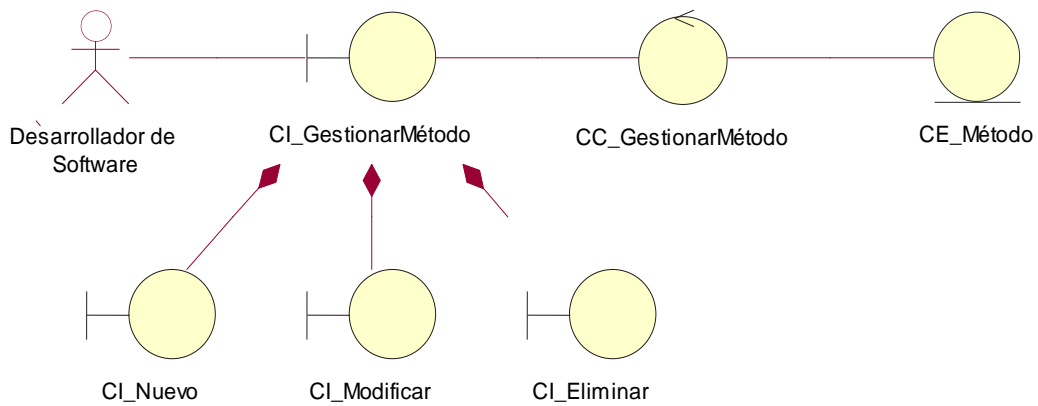 Desarrollador de
Software
CI_GestionarMétodo
CC_GestionarMétodo
CE_Método
CI_Nuevo
CI_Modificar
CI_Eliminar